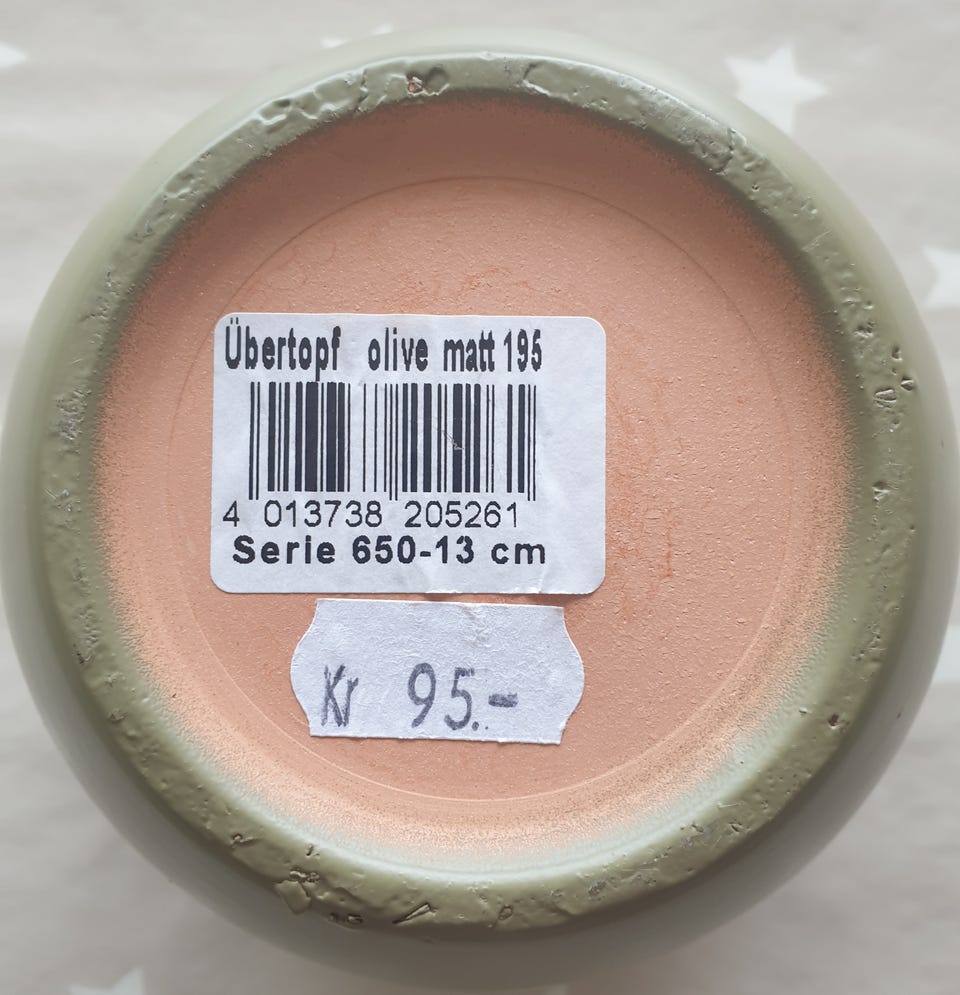 Übertopf olive matt 195
4 013738 205261
Serie 650-13 cm
Kr 95.-